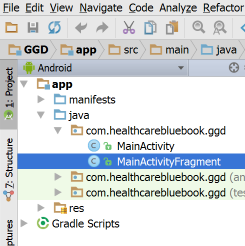 File Edit View Navigate Code Analyze Refactor
GGD app src main java
Android
app
manifests
java
com.healthcarebluebook.ggd
MainActivity
MainActivityFragment
com.healthcarebluebook.ggd (an
com.healthcarebluebook.ggd (tes
res
Gradle Scripts
1: Project
7: Structure
ptures